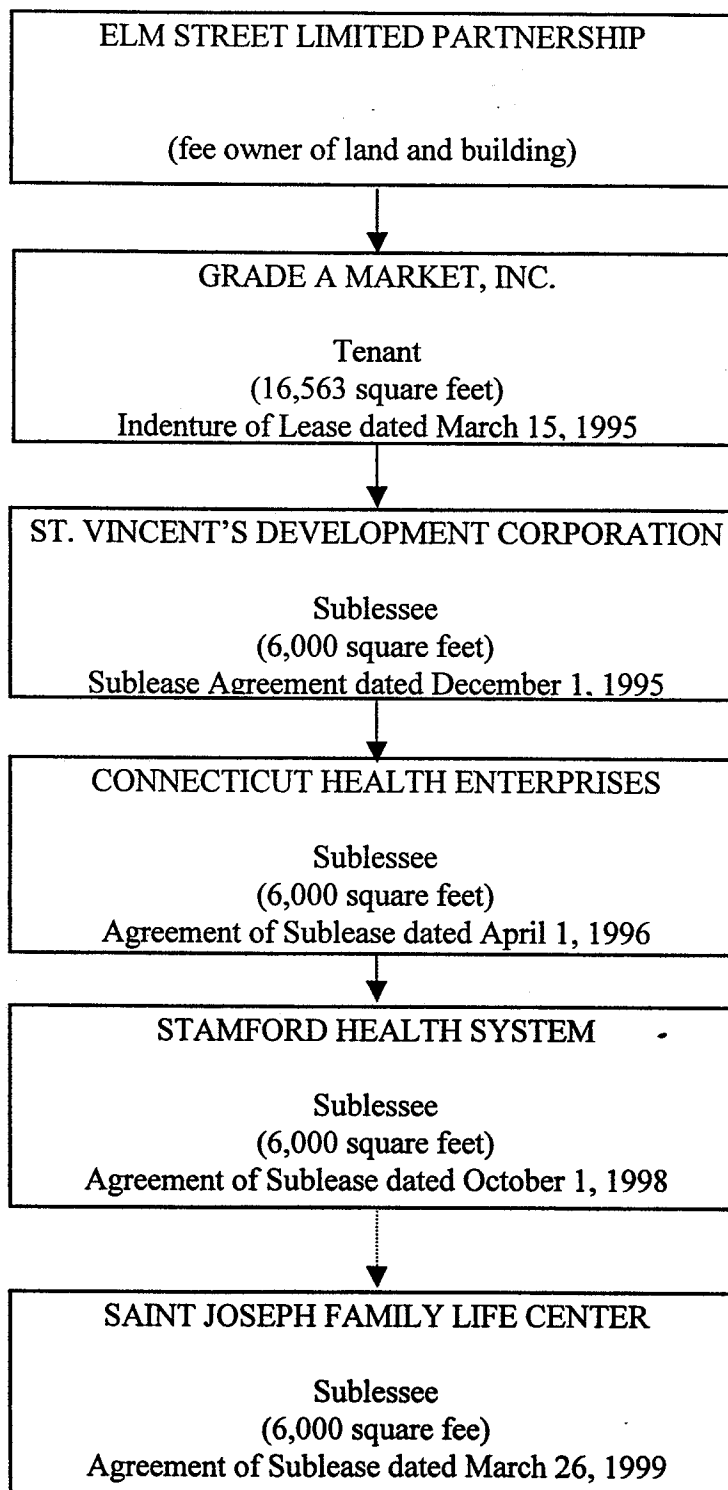 ELM STREET LIMITED PARTNERSHIP
(fee owner of land and building)
GRADE A MARKET, INC.
Tenant
(16,563 square feet)
Indenture of Lease dated March 15, 1995
ST. VINCENT'S DEVELOPMENT CORPORATION
Sublessee
(6,000 square feet)
Sublease Agreement dated December 1, 1995
CONNECTICUT HEALTH ENTERPRISES
Sublessee
(6,000 square feet)
Agreement of Sublease dated April 1, 1996
STAMFORD HEALTH SYSTEM
Sublessee
(6,000 square feet)
Agreement of Sublease dated October 1, 1998
SAINT JOSEPH FAMILY LIFE CENTER
Sublessee
(6,000 square fee)
Agreement of Sublease dated March 26, 1999